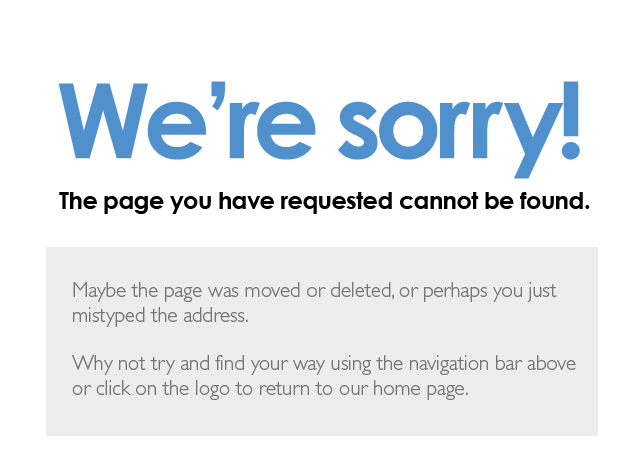 We’re sorry!
The page you have requested cannot be found.
Maybe the page was moved or deleted, or perhaps you just
mistyped the address.
Why not try and find your way using the navigation bar above
or click on the logo to return to our home page.